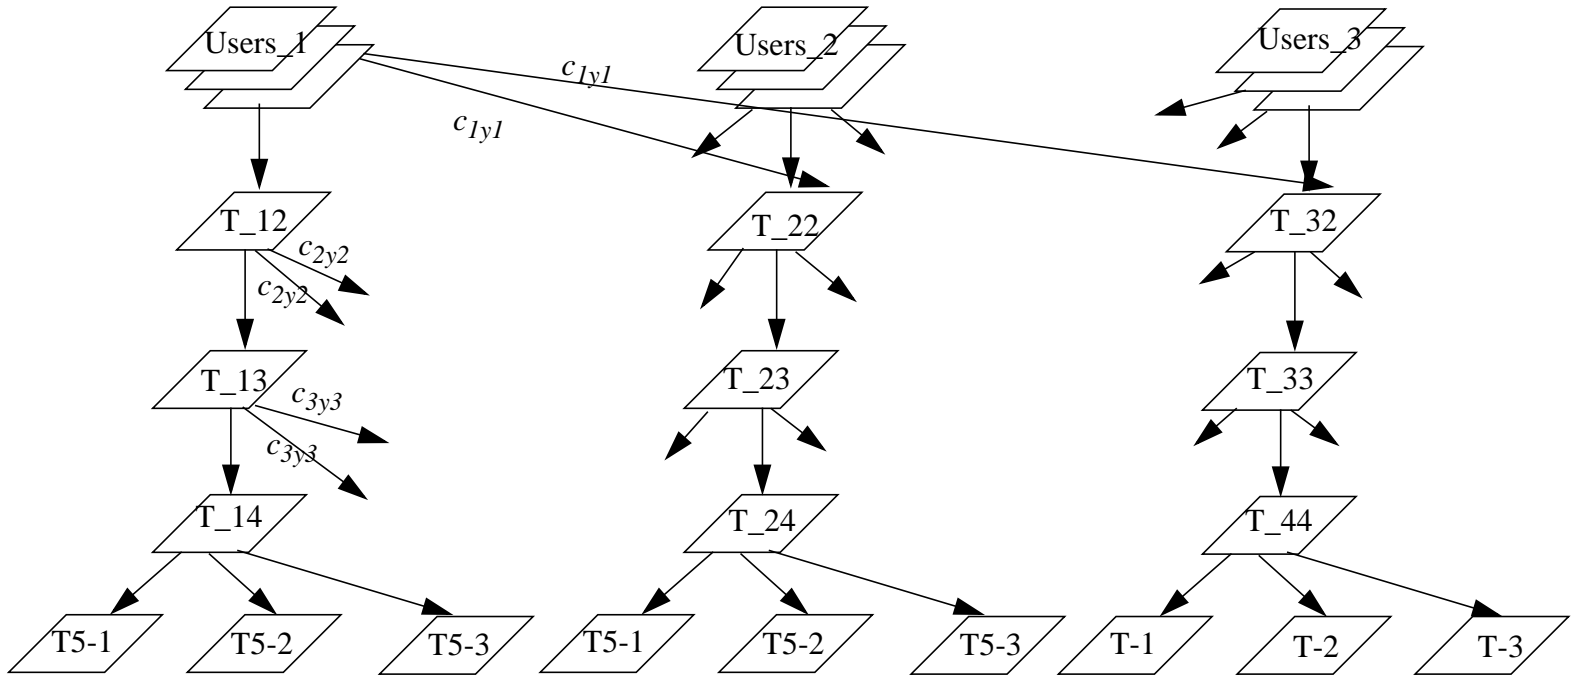 Users_1
Users_2
Users_3
c1y1
c1y1
T_12
T_22
T_32
c2y2
c2y2
T_13
T_23
T_33
c3y3
c3y3
T_14
T_24
T_44
T5-1
T5-2
T5-3
T5-1
T5-2
T5-3
T-1
T-2
T-3